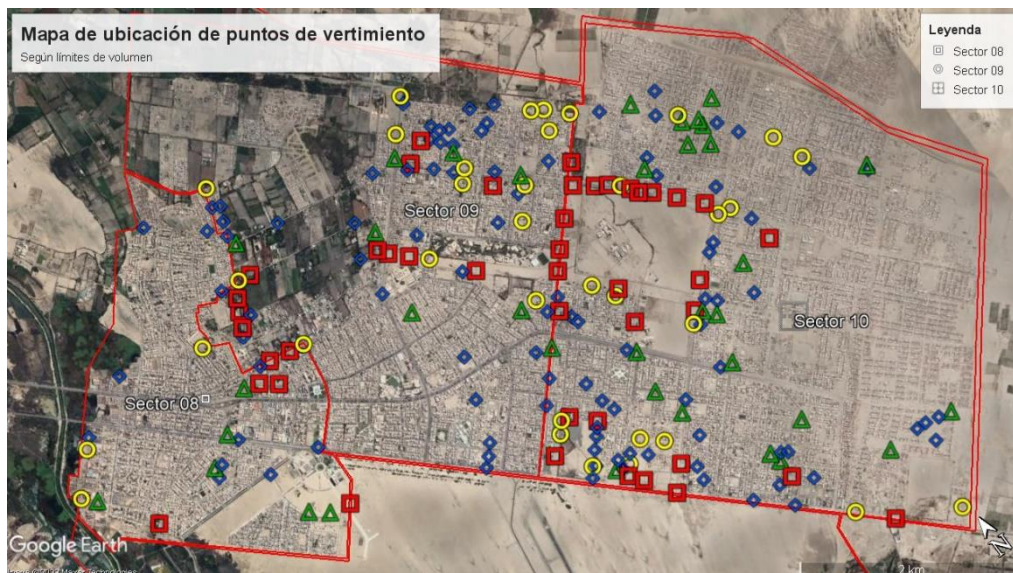 Mapa de ubicación de puntos de vertimiento
Según límites de volumen
Leyenda
Sector 08
Sector 09
Sector 10
Sector 09
Sector 10
Sector 08
Google Earth
2 km
N